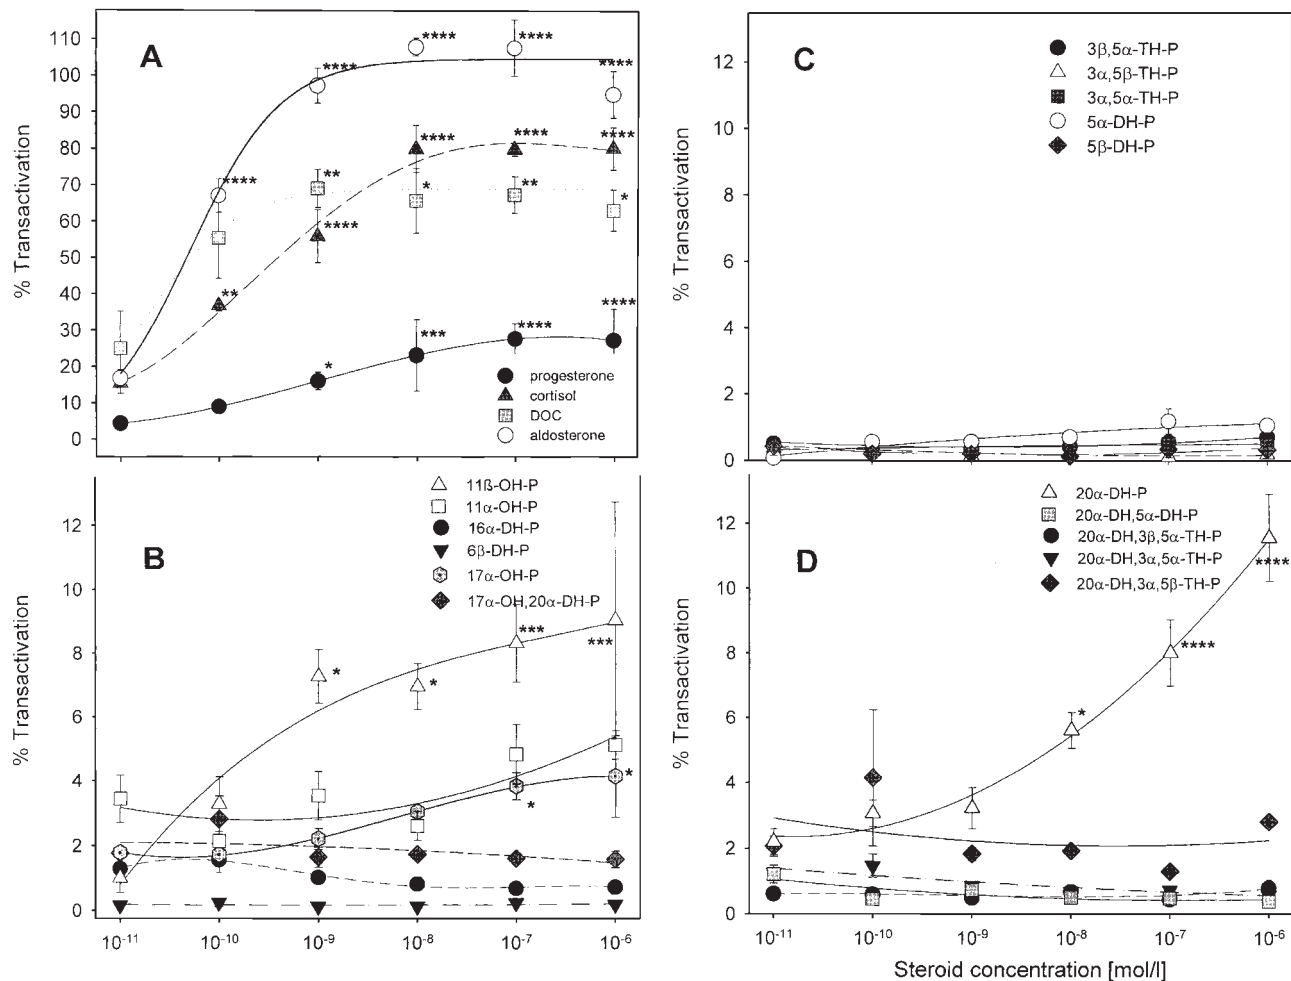 A
% Transactivation
110
100
90
80
70
60
50
40
30
20
10
0
****
****
****
****
****
****
****
****
****
**
**
*
**
*
*
***
****
****
progesterone
cortisol
DOC
aldosterone
C
% Transactivation
12
10
8
6
4
2
0
3β,5α-TH-P
3α,5β-TH-P
3α,5α-TH-P
5α-DH-P
5β-DH-P
B
% Transactivation
12
10
8
6
4
2
0
11ß-OH-P
11α-OH-P
16α-DH-P
6β-DH-P
17α-OH-P
17α-OH,20α-DH-P
*
*
***
***
*
*
10⁻¹¹ 10⁻¹⁰ 10⁻⁹ 10⁻⁸ 10⁻⁷ 10⁻⁶
D
% Transactivation
12
10
8
6
4
2
0
20α-DH-P
20α-DH,5α-DH-P
20α-DH,3β,5α-TH-P
20α-DH,3α,5α-TH-P
20α-DH,3α,5β-TH-P
*
****
****
10⁻¹¹ 10⁻¹⁰ 10⁻⁹ 10⁻⁸ 10⁻⁷ 10⁻⁶
Steroid concentration [mol/l]